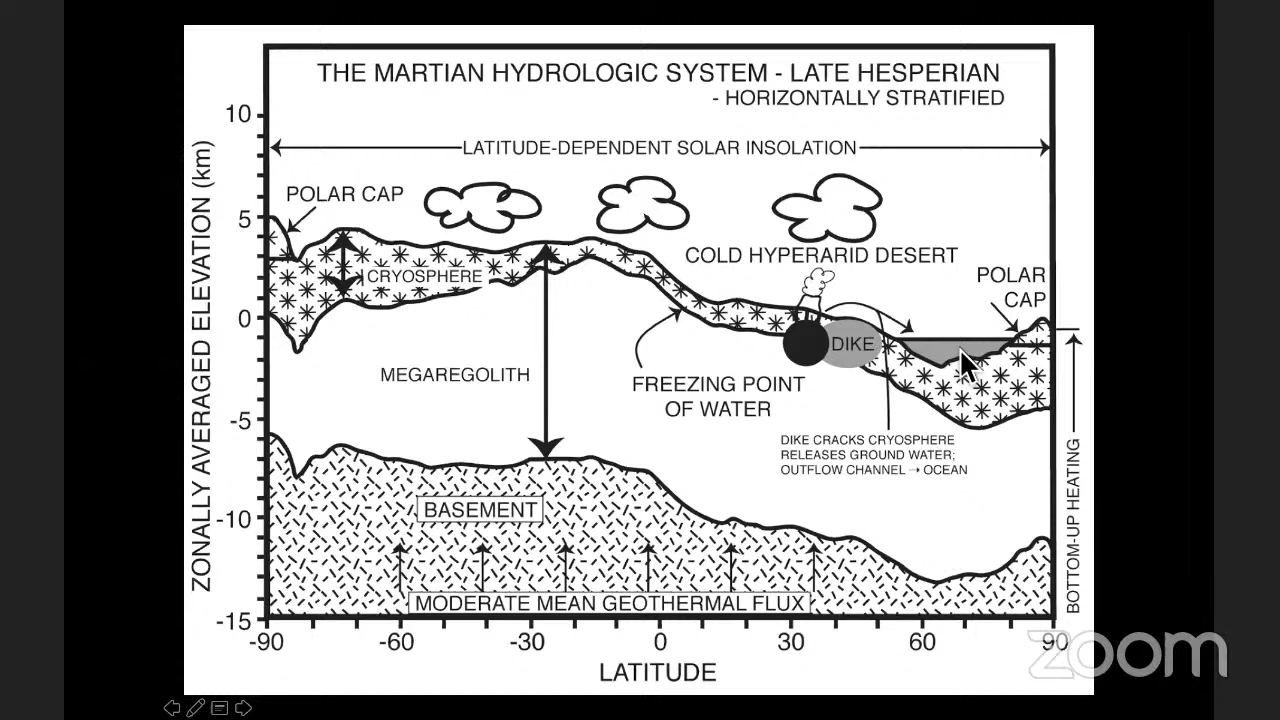 THE MARTIAN HYDROLOGIC SYSTEM - LATE HESPERIAN
- HORIZONTALLY STRATIFIED
LATITUDE-DEPENDENT SOLAR INSOLATION
POLAR CAP
COLD HYPERARID DESERT
POLAR
CAP
CRYOSPHERE
DIKE
MEGAREGOLITH
FREEZING POINT
OF WATER
DIKE CRACKS CRYOSPHERE
RELEASES GROUND WATER;
OUTFLOW CHANNEL → OCEAN
BASEMENT
MODERATE MEAN GEOTHERMAL FLUX
BOTTOM-UP HEATING
ZONALLY AVERAGED ELEVATION (km)
10
5
0
-5
-10
-15
-90 -60 -30 0 30 60 90
LATITUDE
zoom